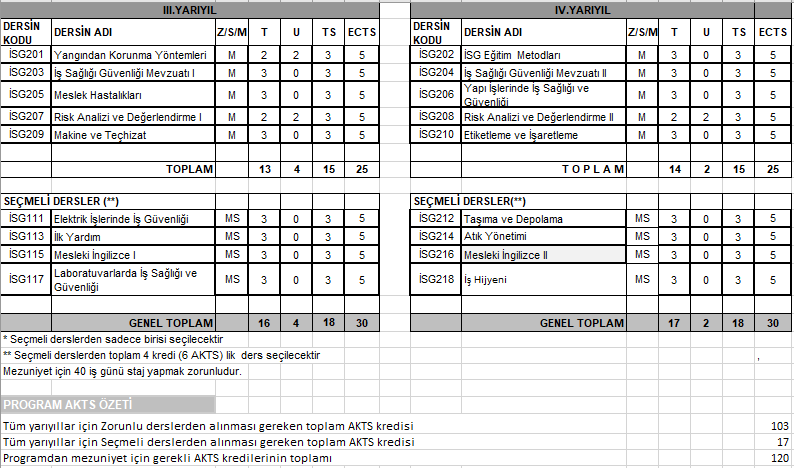 III.YARIYIL IV.YARIYIL
DERSİN KODU DERSİN ADI Z/S/M T U TS ECTS DERSİN KODU DERSİN ADI Z/S/M T U TS ECTS
İSG201 Yangından Korunma Yöntemleri M 2 2 3 5 İSG202 İSG Eğitim Metodları M 3 0 3 5
İSG203 İş Sağlığı Güvenliği Mevzuatı I M 3 0 3 5 İSG204 İş Sağlığı Güvenliği Mevzuatı II M 3 0 3 5
İSG205 Meslek Hastalıkları M 3 0 3 5 İSG206 Yapı İşlerinde İş Sağlığı ve Güvenliği M 3 0 3 5
İSG207 Risk Analizi ve Değerlendirme I M 2 2 3 5 İSG208 Risk Analizi ve Değerlendirme II M 2 2 3 5
İSG209 Makine ve Teçhizat M 3 0 3 5 İSG210 Etiketleme ve İşaretleme M 3 0 3 5
TOPLAM 13 4 15 25 T O P L A M 14 2 15 25
SEÇMELİ DERSLER (**) SEÇMELİ DERSLER(**)
İSG111 Elektrik İşlerinde İş Güvenliği MS 3 0 3 5 İSG212 Taşıma ve Depolama MS 3 0 3 5
İSG113 İlk Yardım MS 3 0 3 5 İSG214 Atık Yönetimi MS 3 0 3 5
İSG115 Mesleki İngilizce I MS 3 0 3 5 İSG216 Mesleki İngilizce II MS 3 0 3 5
İSG117 Laboratuvarlarda İş Sağlığı ve Güvenliği MS 3 0 3 5 İSG218 İş Hijyeni MS 3 0 3 5
GENEL TOPLAM 16 4 18 30 GENEL TOPLAM 17 2 18 30
* Seçmeli derslerden sadece birisi seçilecektir
** Seçmeli derslerden toplam 4 kredi (6 AKTS) lik ders seçilecektir ,
Mezuniyet için 40 iş günü staj yapmak zorunludur.
PROGRAM AKTS ÖZETİ
Tüm yarıyıllar için Zorunlu derslerden alınması gereken toplam AKTS kredisi 103
Tüm yarıyıllar için Seçmeli derslerden alınması gereken toplam AKTS kredisi 17
Programdan mezuniyet için gerekli AKTS kredilerinin toplamı 120